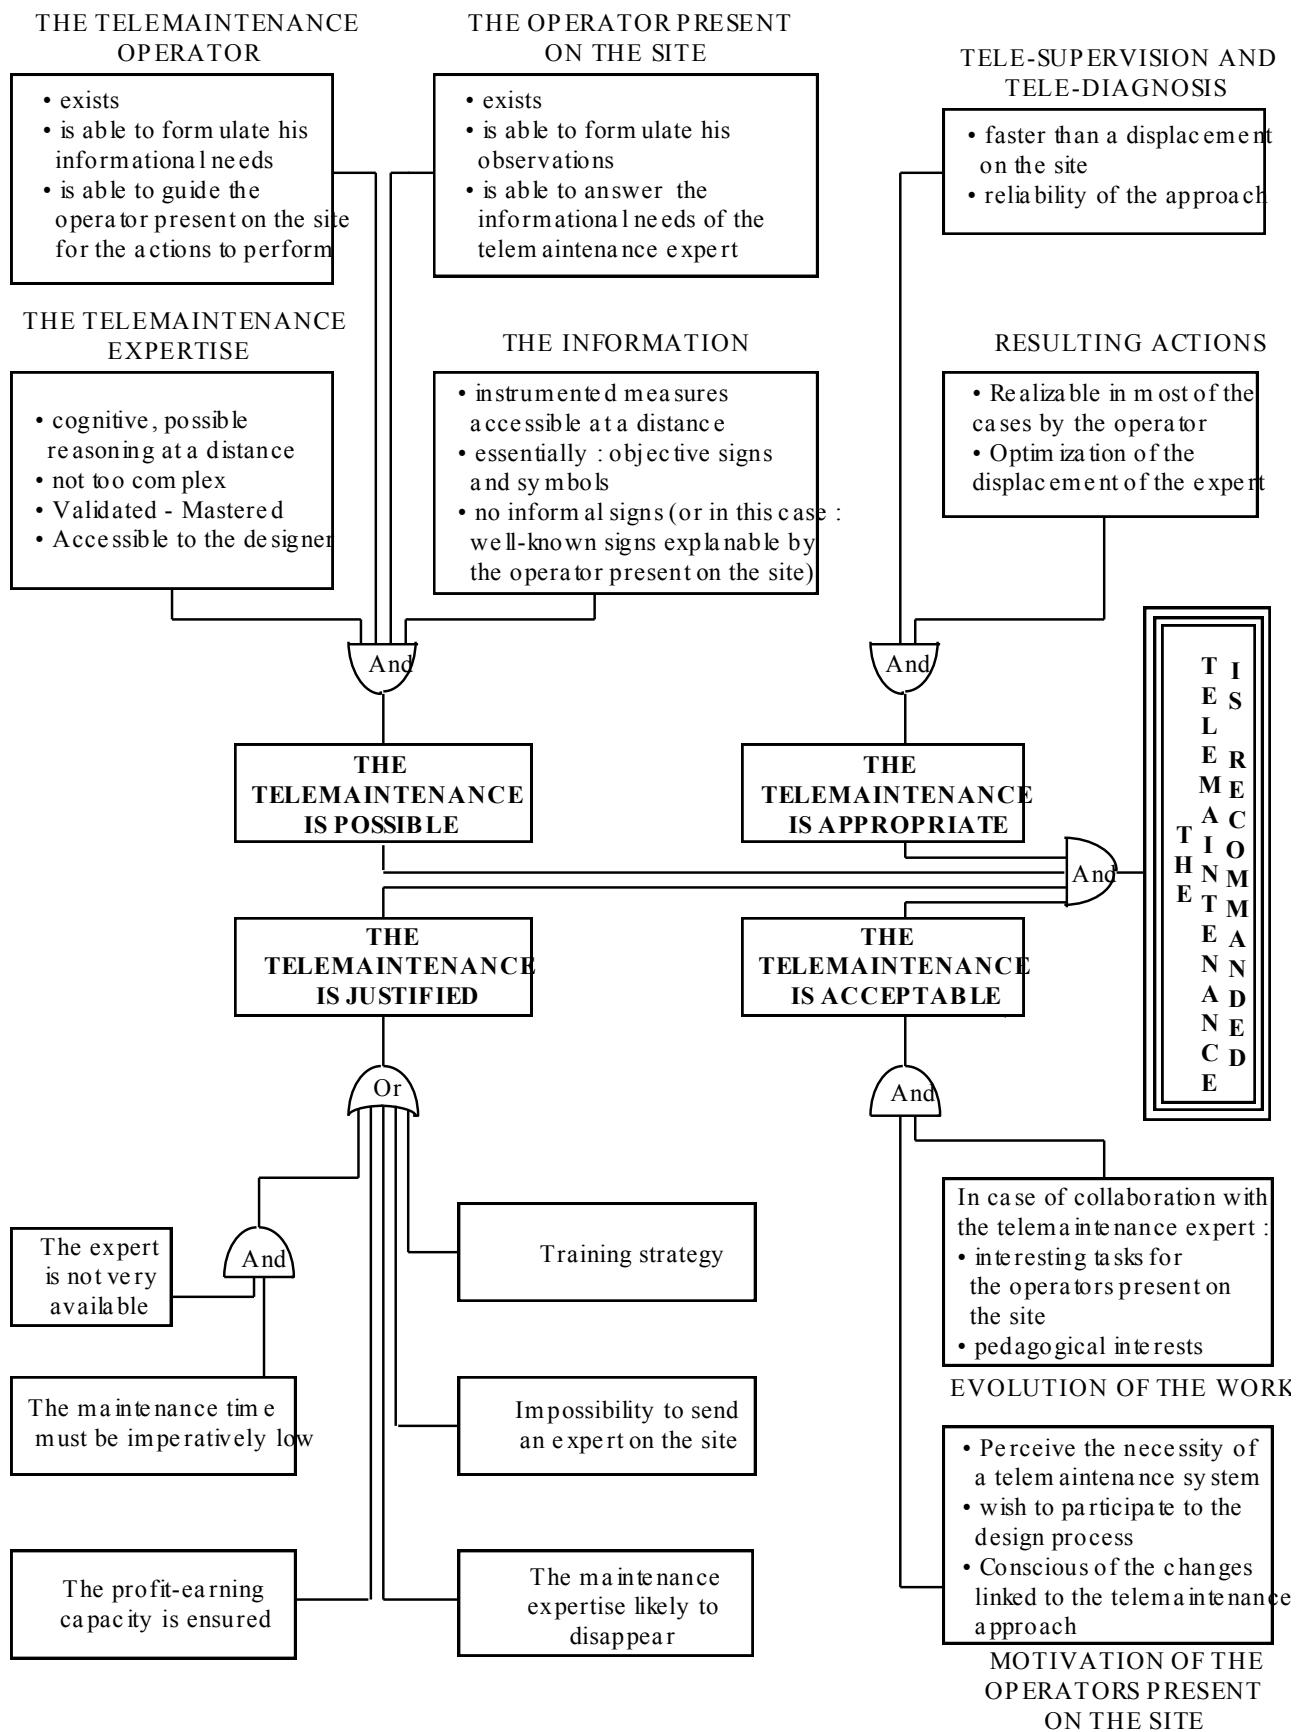 THE TELEMAINTENANCE
OPERATOR
• exists
• is able to formulate his
informational needs
• is able to guide the
operator present on the site
for the actions to perform
THE OPERATOR PRESENT
ON THE SITE
• exists
• is able to formulate his
observations
• is able to answer the
informational needs of the
telemaintenance expert
TELE-SUPERVISION AND
TELE-DIAGNOSIS
• faster than a displacement
on the site
• reliability of the approach
THE TELEMAINTENANCE
EXPERTISE
• cognitive, possible
reasoning at a distance
• not too complex
• Validated - Mastered
• Accessible to the designer
THE INFORMATION
• instrumented measures
accessible at a distance
• essentially : objective signs
and symbols
• no informal signs (or in this case :
well-known signs explanable by
the operator present on the site)
RESULTING ACTIONS
• Realizable in most of the
cases by the operator
• Optimization of the
displacement of the expert
And
And
THE
TELEMAINTENANCE
IS POSSIBLE
THE
TELEMAINTENANCE
IS APPROPRIATE
And
THE
TELEMAINTENANCE
IS RECOMMANDED
THE
TELEMAINTENANCE
IS JUSTIFIED
THE
TELEMAINTENANCE
IS ACCEPTABLE
Or
And
And
The expert
is not very
available
Training strategy
The maintenance time
must be imperatively low
Impossibility to send
an expert on the site
The profit-earning
capacity is ensured
The maintenance
expertise likely to
disappear
In case of collaboration with
the telemaintenance expert :
• interesting tasks for
the operators present on
the site
• pedagogical interests
EVOLUTION OF THE WORK
• Perceive the necessity of
a telemaintenance system
• wish to participate to the
design process
• Conscious of the changes
linked to the telemaintenance
approach
MOTIVATION OF THE
OPERATORS PRESENT
ON THE SITE